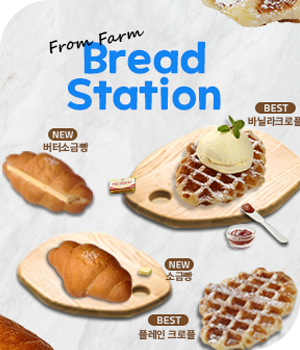 From Farm
Bread
Station
BEST
바닐라크로플
NEW
버터소금빵
NEW
소금빵
BEST
플레인 크로플